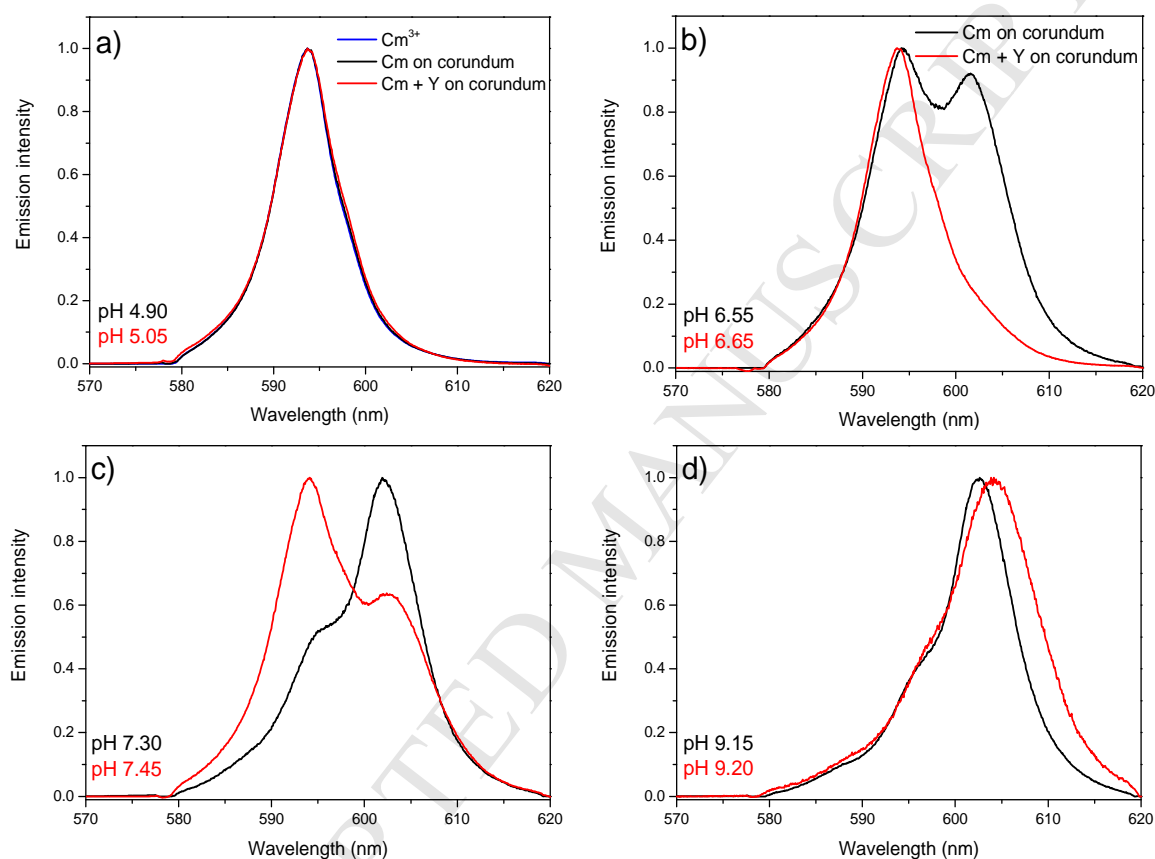 a)
Cm³⁺
Cm on corundum
Cm + Y on corundum
Emission intensity
1.0
0.8
0.6
0.4
0.2
0.0
pH 4.90
pH 5.05
570 580 590 600 610 620
Wavelength (nm)
b)
Cm on corundum
Cm + Y on corundum
Emission intensity
1.0
0.8
0.6
0.4
0.2
0.0
pH 6.55
pH 6.65
570 580 590 600 610 620
Wavelength (nm)
c)
Emission intensity
1.0
0.8
0.6
0.4
0.2
0.0
pH 7.30
pH 7.45
570 580 590 600 610 620
Wavelength (nm)
d)
Emission intensity
1.0
0.8
0.6
0.4
0.2
0.0
pH 9.15
pH 9.20
570 580 590 600 610 620
Wavelength (nm)
PTED MANUSCRIP